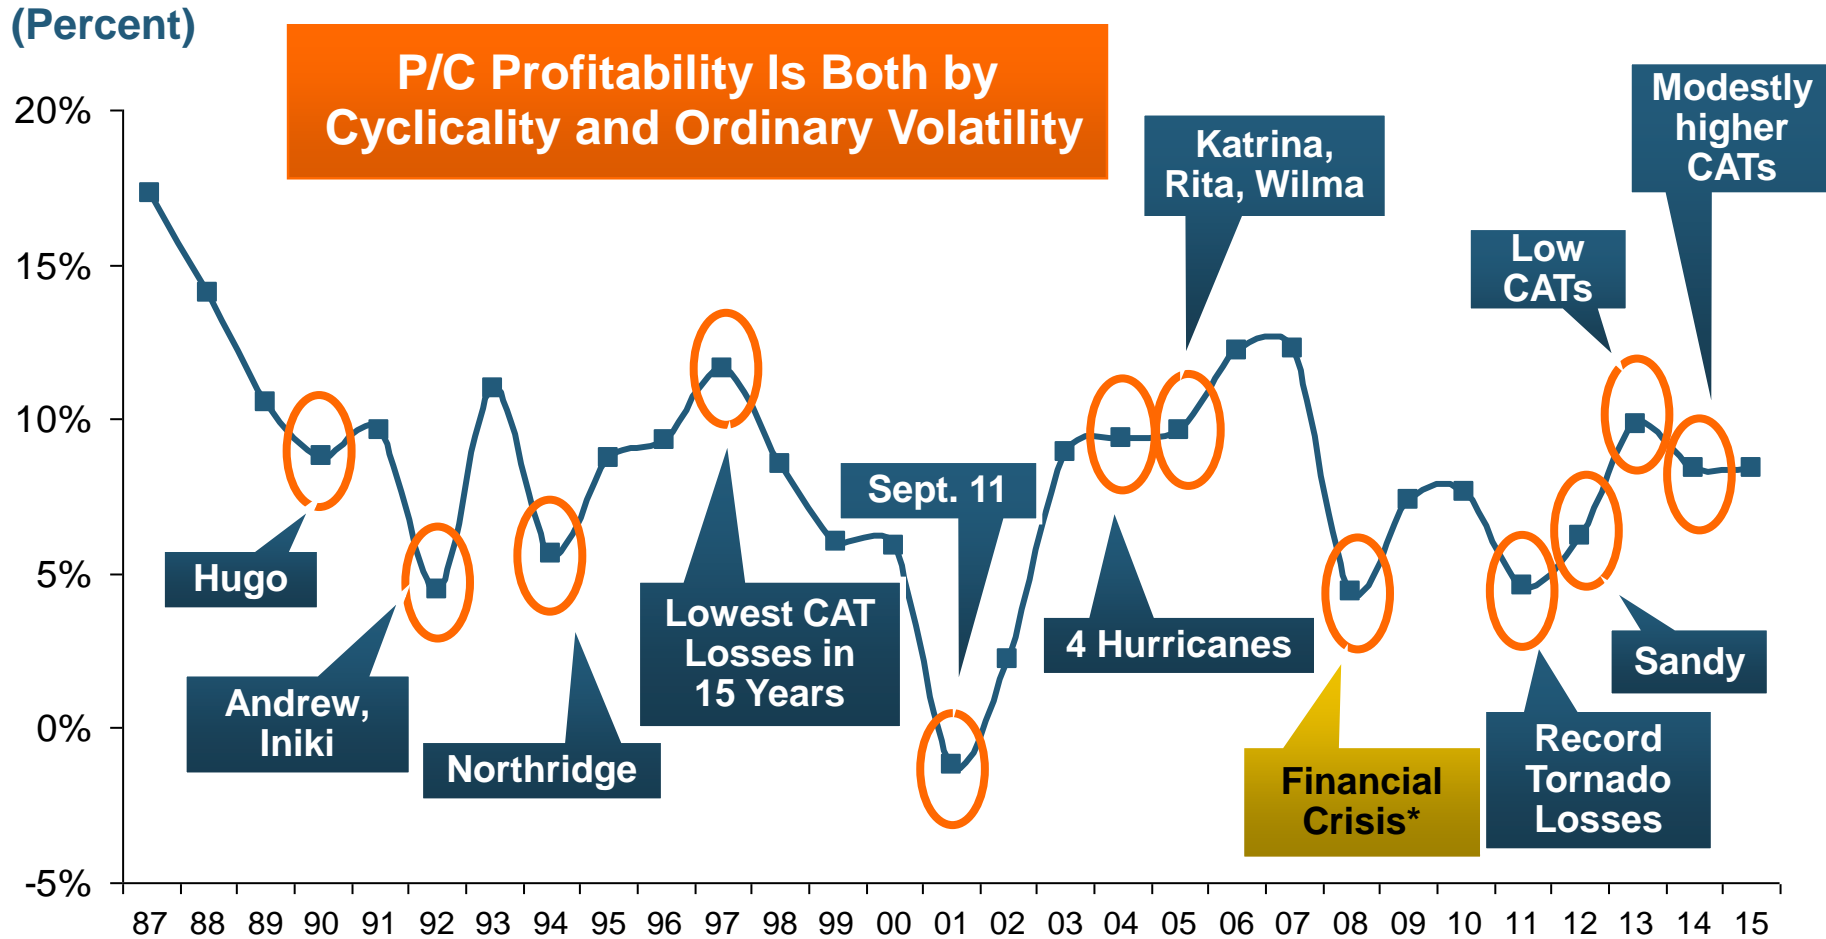 (Percent)
P/C Profitability Is Both by
Cyclicality and Ordinary Volatility
Modestly
higher
CATs
Katrina,
Rita, Wilma
Low
CATs
Sept. 11
Hugo
Lowest CAT
Losses in
15 Years
4 Hurricanes
Sandy
Andrew,
Iniki
Northridge
Financial
Crisis*
Record
Tornado
Losses
20%
15%
10%
5%
0%
-5%
87 88 89 90 91 92 93 94 95 96 97 98 99 00 01 02 03 04 05 06 07 08 09 10 11 12 13 14 15